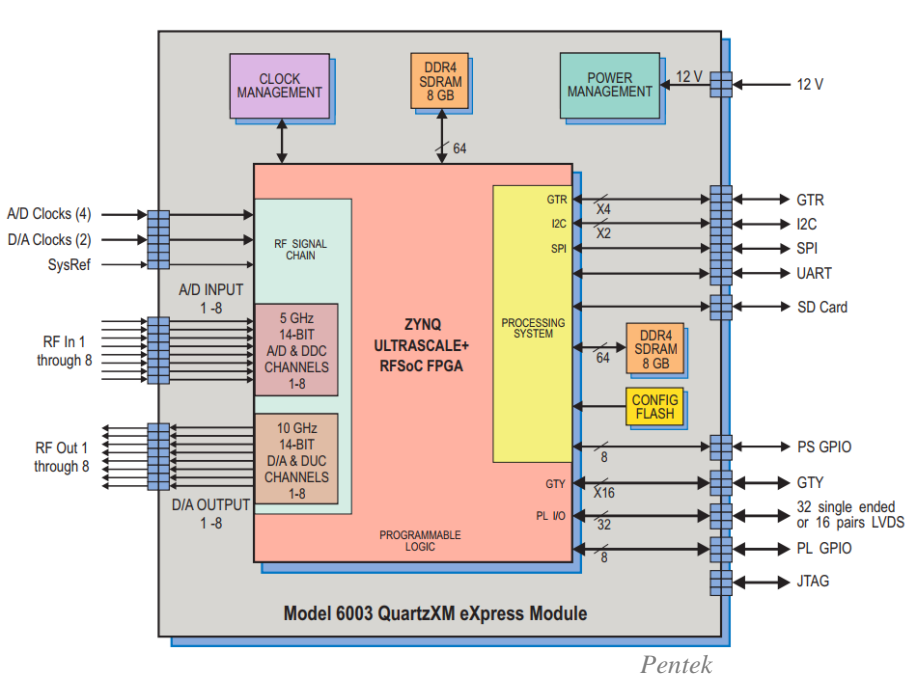 CLOCK
MANAGEMENT
DDR4
SDRAM
8 GB
POWER
MANAGEMENT
12 V
12 V
64
A/D Clocks (4)
D/A Clocks (2)
SysRef
A/D INPUT
1 -8
RF In 1
through 8
RF Out 1
through 8
D/A OUTPUT
1 -8
RF SIGNAL
CHAIN
5 GHz
14-BIT
A/D & DDC
CHANNELS
1-8
10 GHz
14-BIT
D/A & DUC
CHANNELS
1-8
ZYNQ
ULTRASCALE+
RFSoC FPGA
PROGRAMMABLE
LOGIC
PROCESSING
SYSTEM
GTR
X4
GTR
I2C
X2
I2C
SPI
SPI
UART
SD Card
64
DDR4
SDRAM
8 GB
CONFIG
FLASH
8
PS GPIO
GTY
X16
GTY
PL I/O
32
32 single ended
or 16 pairs LVDS
8
PL GPIO
JTAG
Model 6003 QuartzXM eXpress Module
Pentek